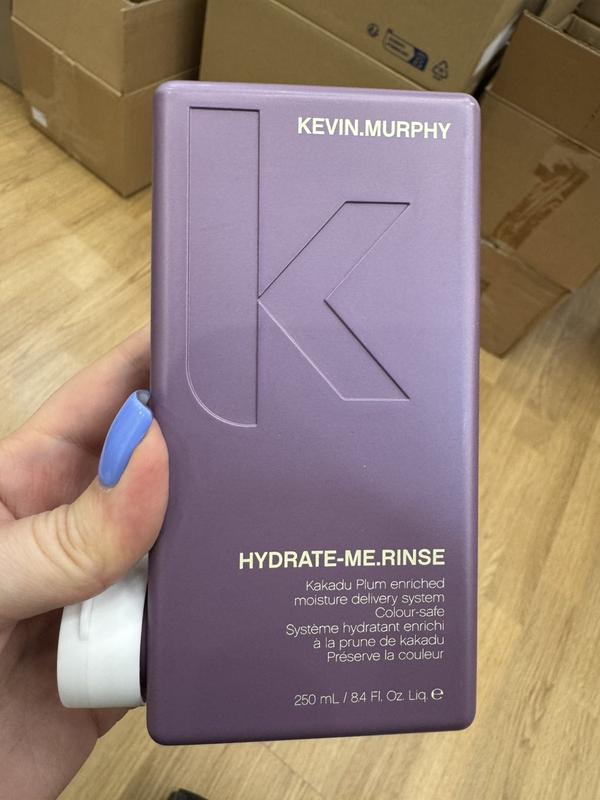 KEVIN.MURPHY
HYDRATE-ME.RINSE
Kakadu Plum enriched
moisture delivery system
Colour-safe
Système hydratant enrichi
à la prune de kakadu
Préserve la couleur
250 mL / 8.4 Fl. Oz. Liq. ℮